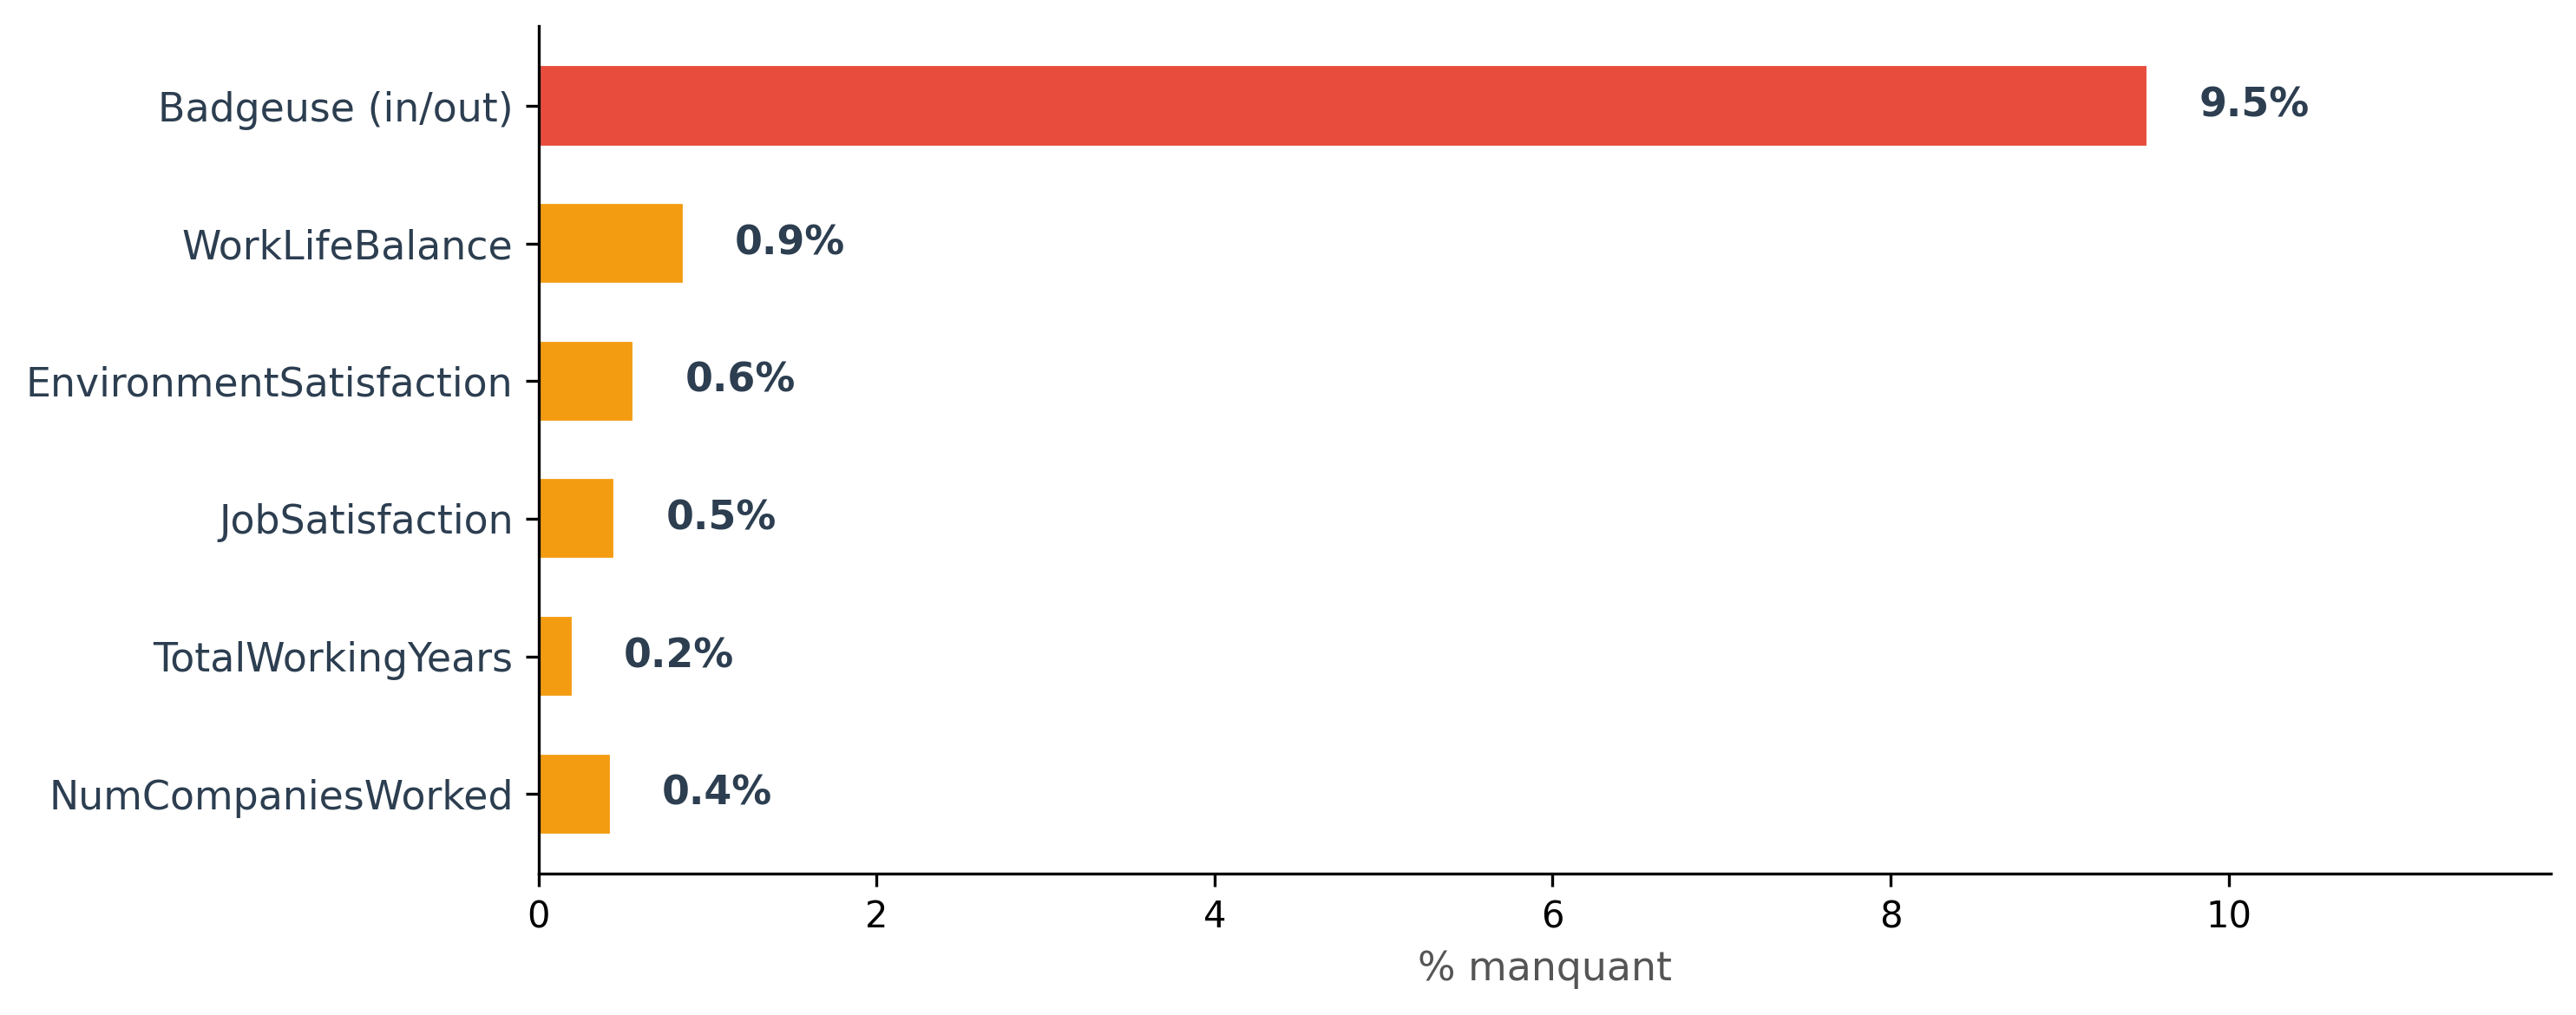 Badgeuse (in/out)
9.5%
WorkLifeBalance
0.9%
EnvironmentSatisfaction
0.6%
JobSatisfaction
0.5%
TotalWorkingYears
0.2%
NumCompaniesWorked
0.4%
0 2 4 6 8 10
% manquant